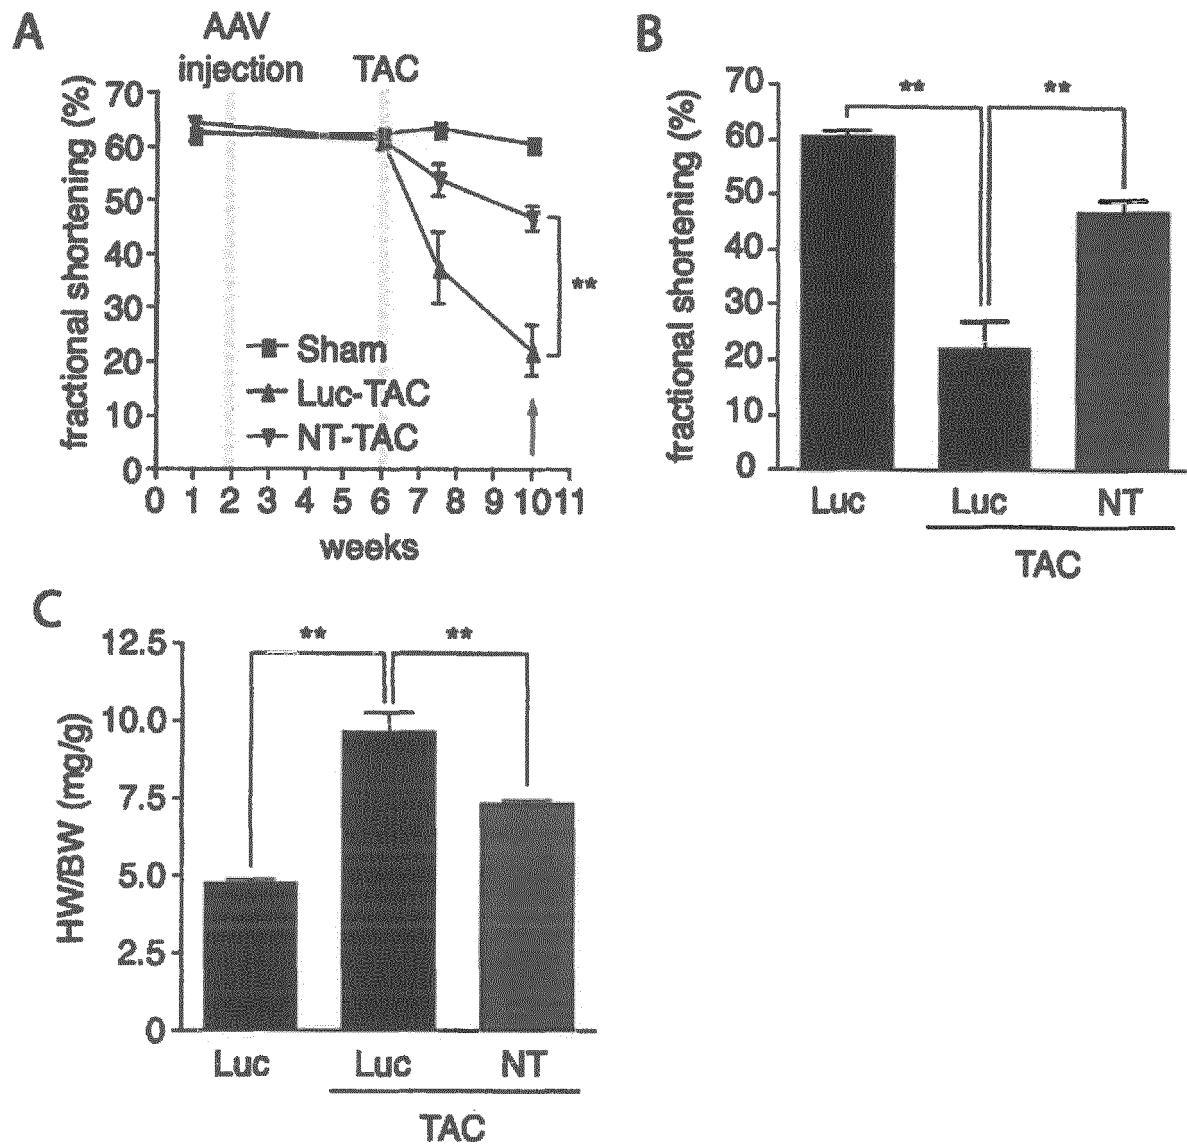 A
AAV
injection
TAC
fractional shortening (%)
70
60
50
40
30
20
10
0
Sham
Luc-TAC
NT-TAC
**
0 1 2 3 4 5 6 7 8 9 10 11
weeks
B
fractional shortening (%)
70
60
50
40
30
20
10
0
** **
Luc Luc NT
TAC
C
HW/BW (mg/g)
12.5
10.0
7.5
5.0
2.5
0
** **
Luc Luc NT
TAC